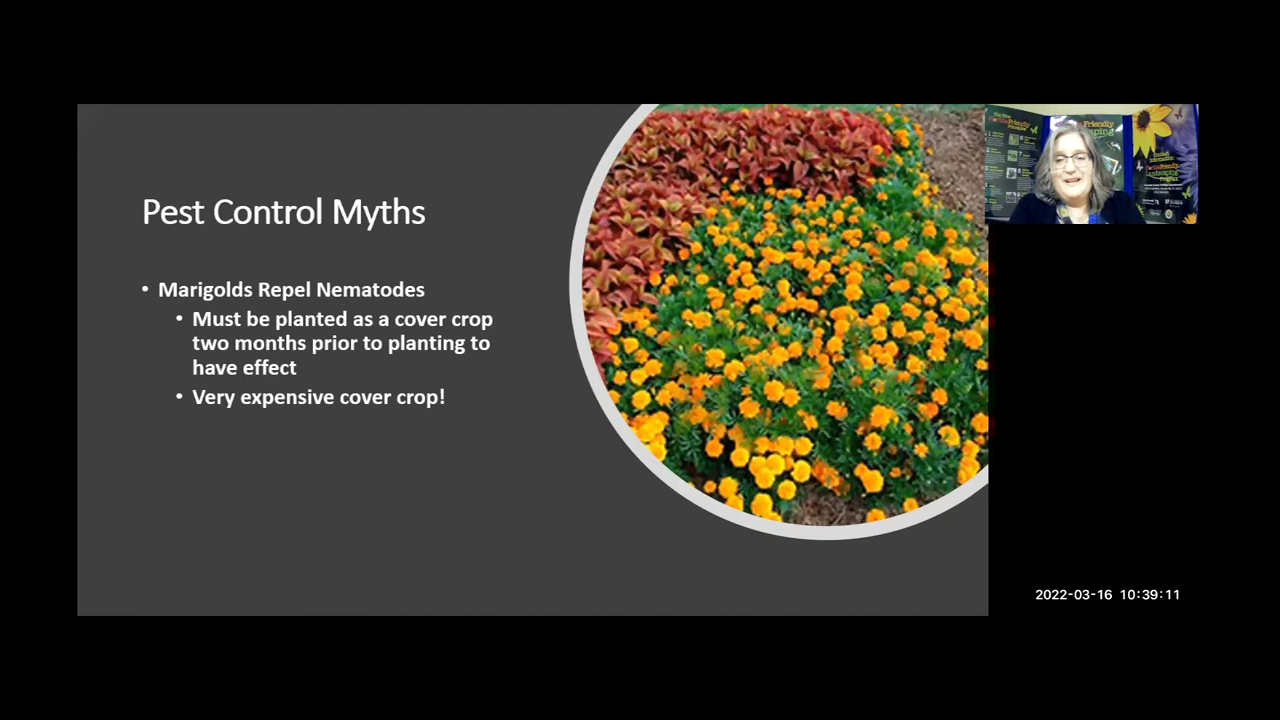 Pest Control Myths
• Marigolds Repel Nematodes
• Must be planted as a cover crop
two months prior to planting to
have effect
• Very expensive cover crop!
Friendly
2022-03-16 10:39:11